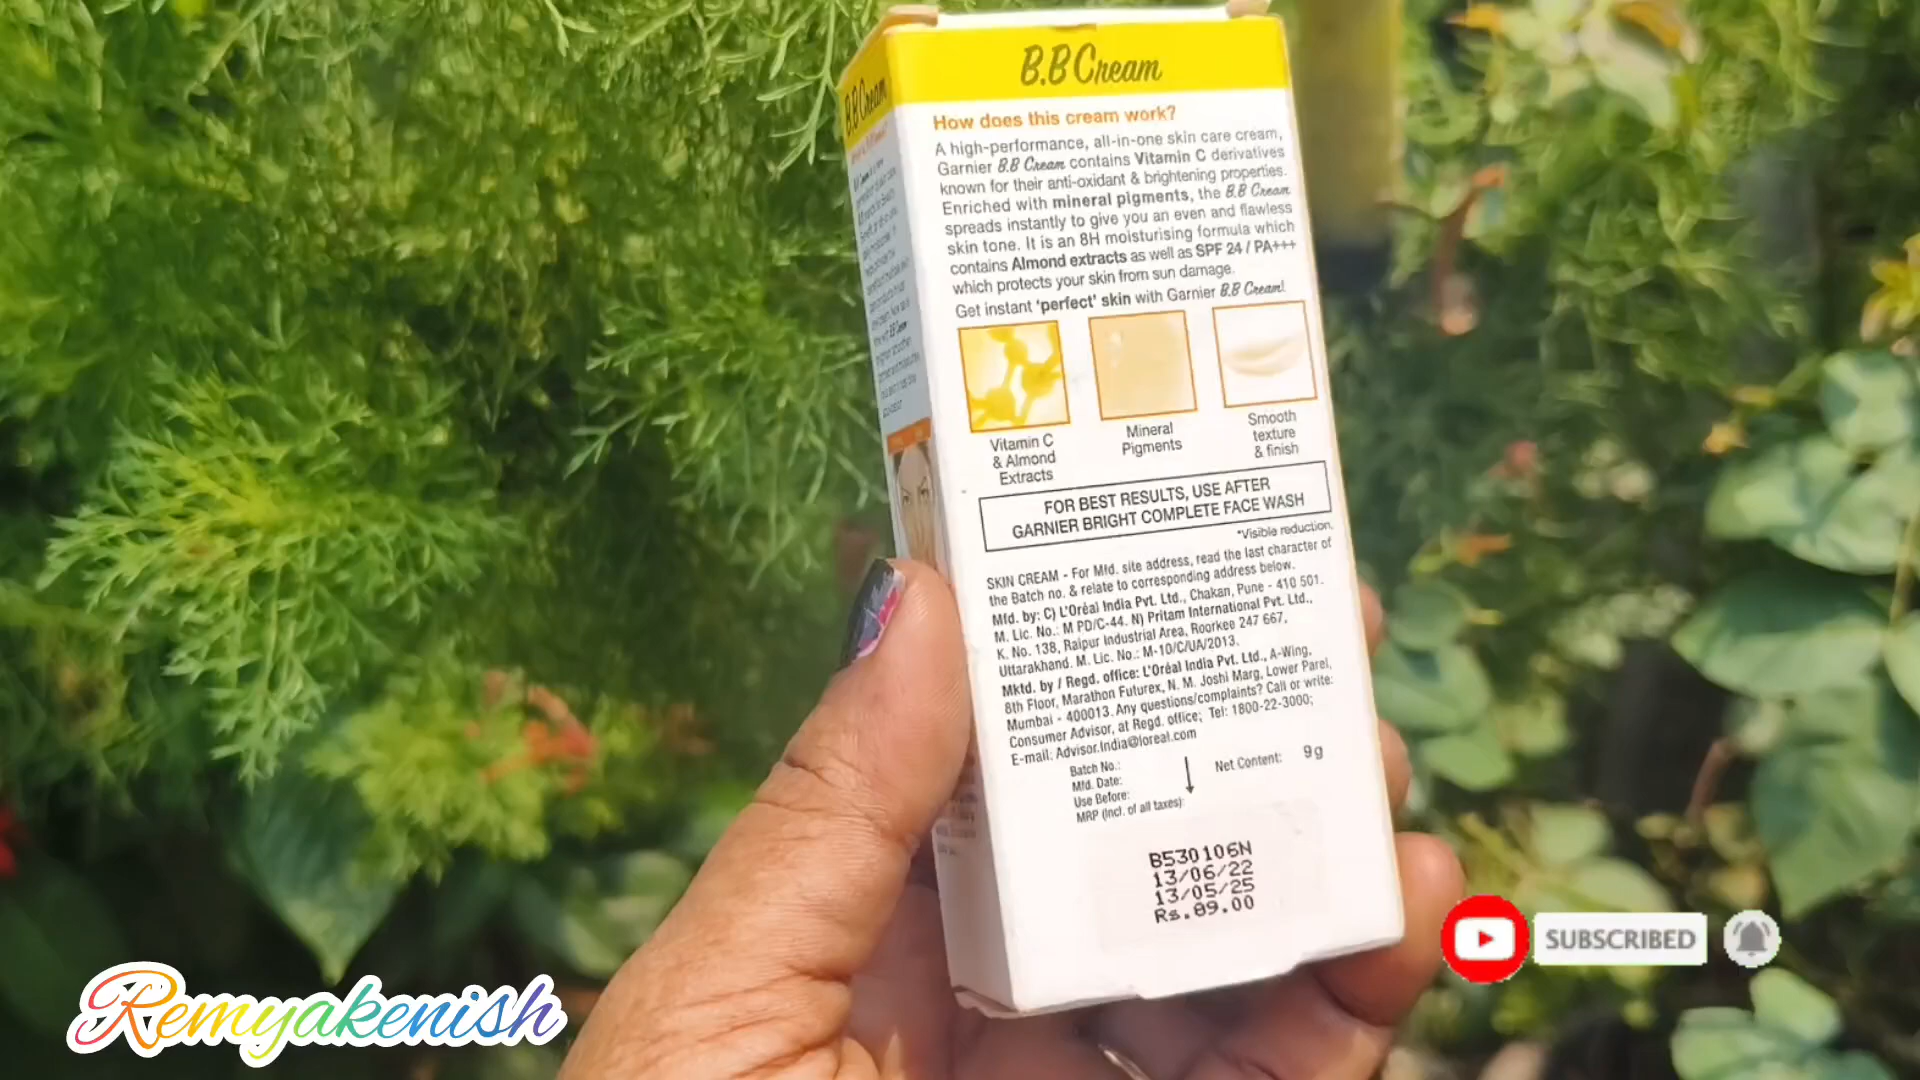 B.B Cream
How does this cream work?
A high-performance, all-in-one skin care cream,
Garnier B.B Cream contains Vitamin C derivatives
known for their anti-oxidant & brightening properties.
Enriched with mineral pigments, the B.B Cream
spreads instantly to give you an even and flawless
skin tone. It is an 8H moisturising formula which
contains Almond extracts as well as SPF 24 / PA+++
which protects your skin from sun damage.
Get instant 'perfect' skin with Garnier B.B Cream!
Vitamin C
& Almond
Extracts
Mineral
Pigments
Smooth
texture
& finish
FOR BEST RESULTS, USE AFTER
GARNIER BRIGHT COMPLETE FACE WASH
*Visible reduction.
SKIN CREAM - For Mfd. site address, read the last character of
the Batch no. & relate to corresponding address below.
Mfd. by: C) L'Oréal India Pvt. Ltd., Chakan, Pune - 410 501.
M. Lic. No.: M PD/C-44. N) Pritam International Pvt. Ltd.,
K. No. 138, Raipur Industrial Area, Roorkee 247 667,
Uttarakhand. M. Lic. No.: M-10/C/UA/2013.
Mktd. by / Regd. office: L'Oréal India Pvt. Ltd., A-Wing,
8th Floor, Marathon Futurex, N. M. Joshi Marg, Lower Parel,
Mumbai - 400013. Any questions/complaints? Call or write:
Consumer Advisor, at Regd. office; Tel: 1800-22-3000;
E-mail: Advisor.India@loreal.com
Batch No.:
Mfd. Date:
Use Before:
MRP (Incl. of all taxes):
Net Content: 9 g
B530106N
13/06/22
13/05/25
Rs.89.00
B.B Cream
SUBSCRIBED
Remyakenish